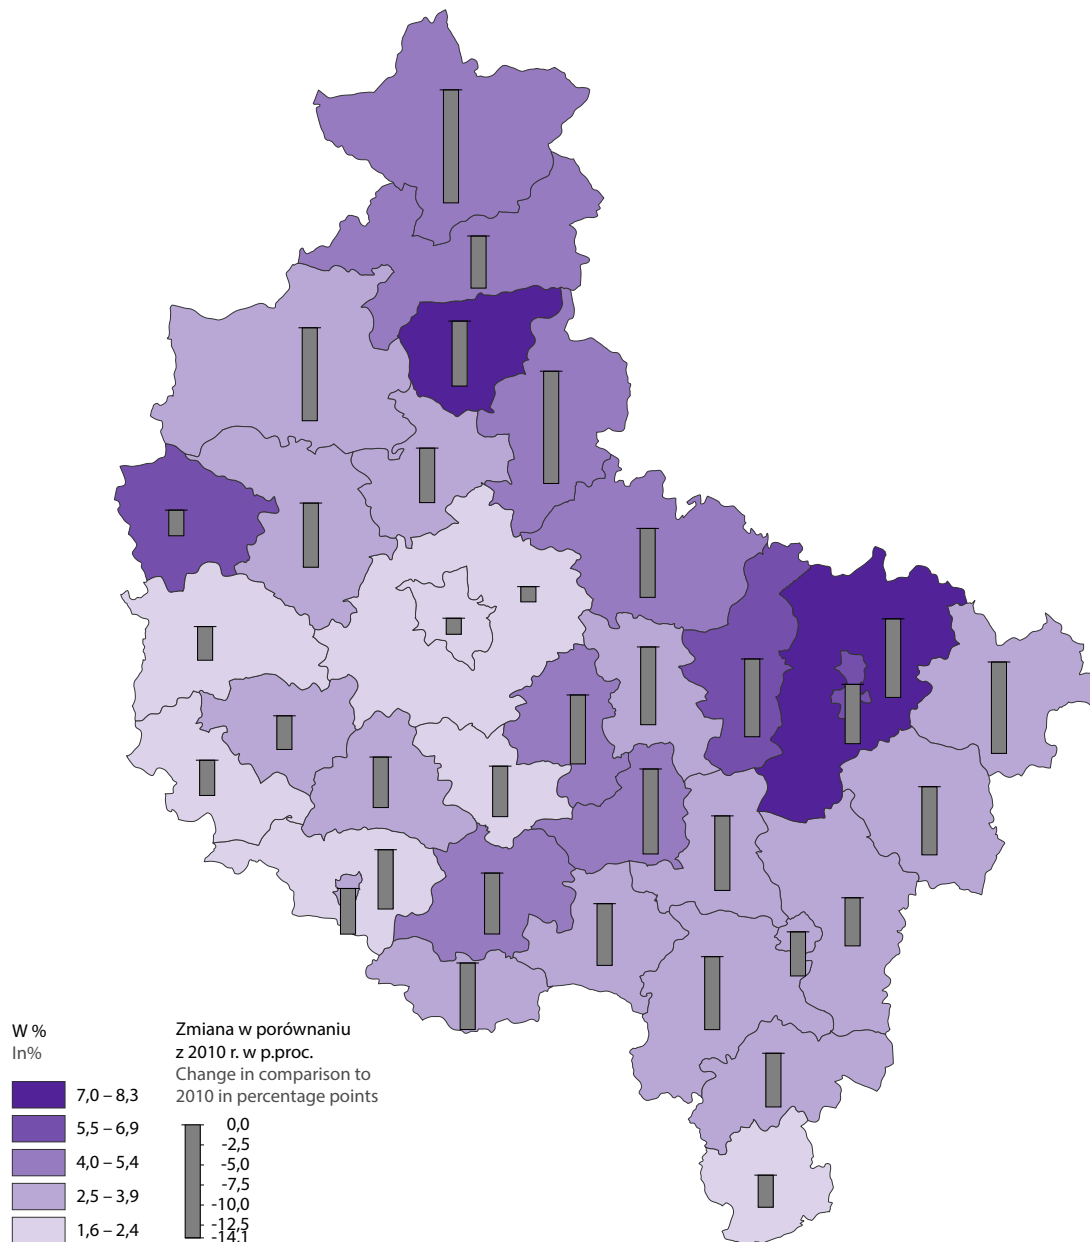 W %
In%
7,0 – 8,3
5,5 – 6,9
4,0 – 5,4
2,5 – 3,9
1,6 – 2,4
Zmiana w porównaniu
z 2010 r. w p.proc.
Change in comparison to
2010 in percentage points
0,0
-2,5
-5,0
-7,5
-10,0
-12,5
-14,1